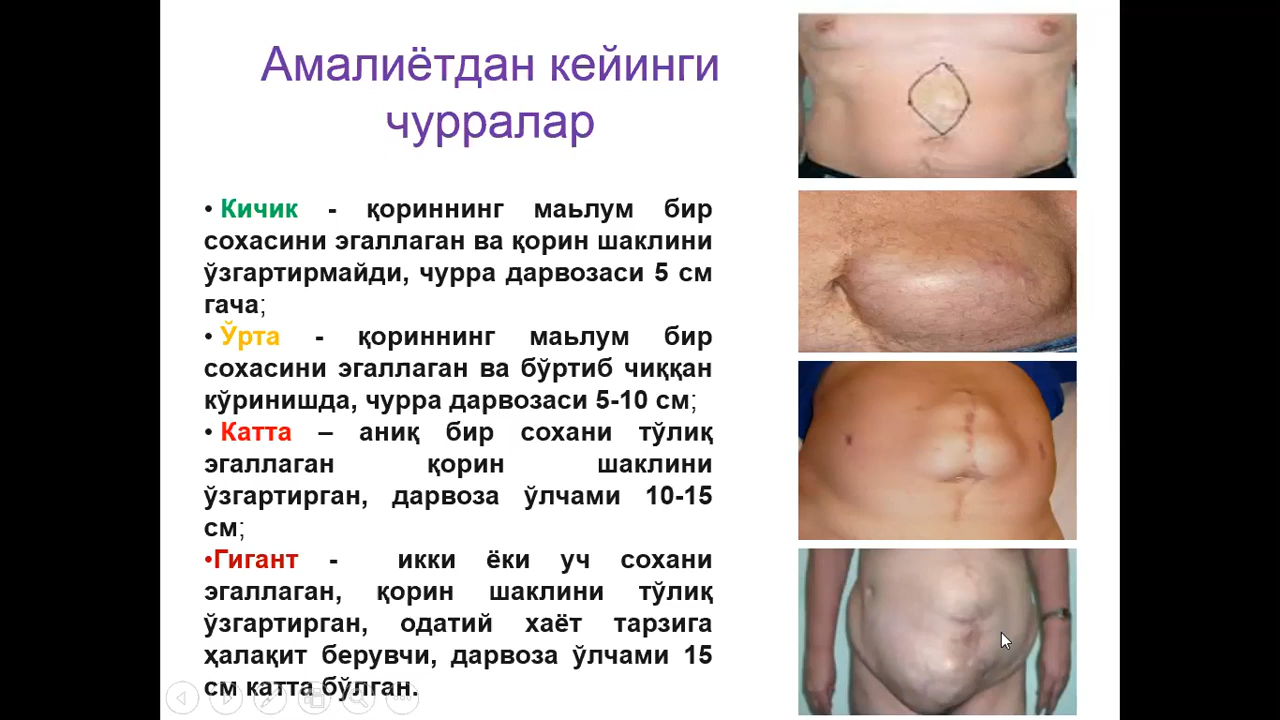 Амалиётдан кейинги
чурралар
• Кичик - қориннинг маьлум бир
сохасини эгаллаган ва қорин шаклини
ўзгартирмайди, чурра дарвозаси 5 см
гача;
• Ўрта - қориннинг маьлум бир
сохасини эгаллаган ва бўртиб чиққан
кўринишда, чурра дарвозаси 5-10 см;
• Катта – аниқ бир сохани тўлиқ
эгаллаган қорин шаклини
ўзгартирган, дарвоза ўлчами 10-15
см;
•Гигант - икки ёки уч сохани
эгаллаган, қорин шаклини тўлиқ
ўзгартирган, одатий хаёт тарзига
ҳалақит берувчи, дарвоза ўлчами 15
см катта бўлган.